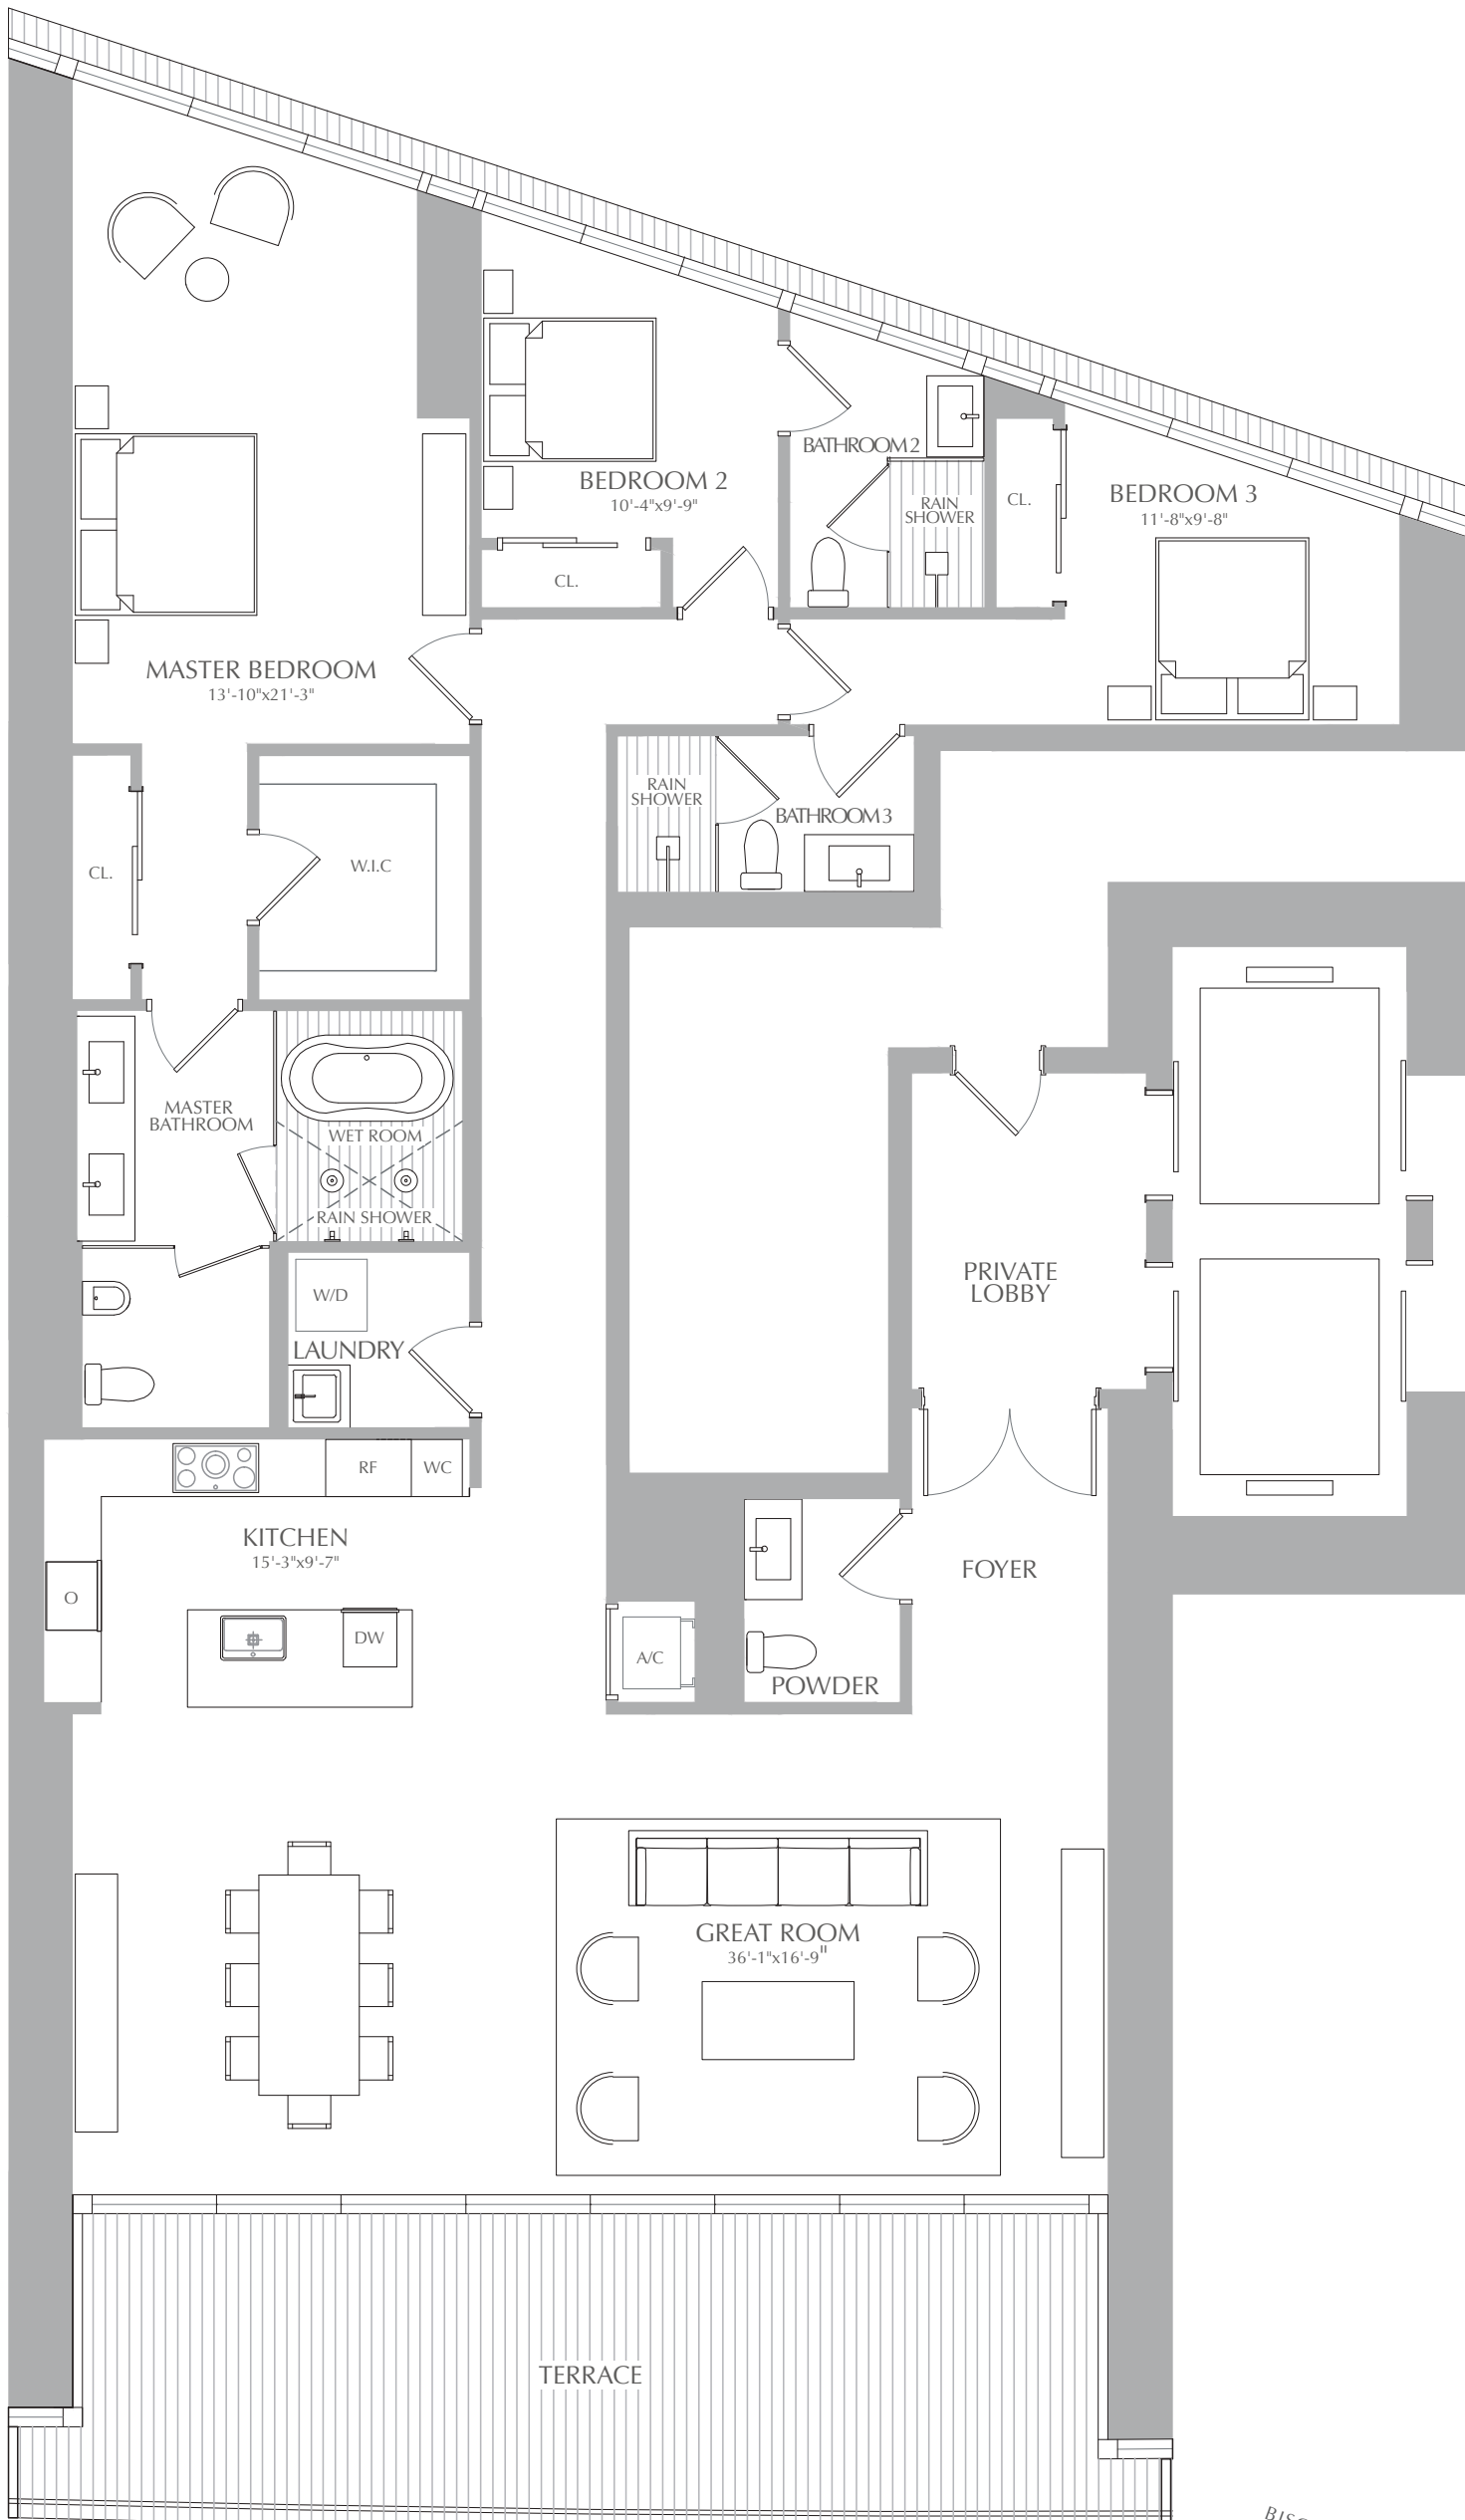 BATHROOM 2
BEDROOM 2
10'-4"x9'-9"
BEDROOM 3
11'-8"x9'-8"
CL.
RAIN
SHOWER
CL.
MASTER BEDROOM
13'-10"x21'-3"
RAIN
SHOWER
BATHROOM 3
CL.
W.I.C
MASTER
BATHROOM
WET ROOM
RAIN SHOWER
PRIVATE
LOBBY
W/D
LAUNDRY
RF
WC
KITCHEN
15'-3"x9'-7"
FOYER
O
DW
A/C
POWDER
GREAT ROOM
36'-1"x16'-9"
TERRACE